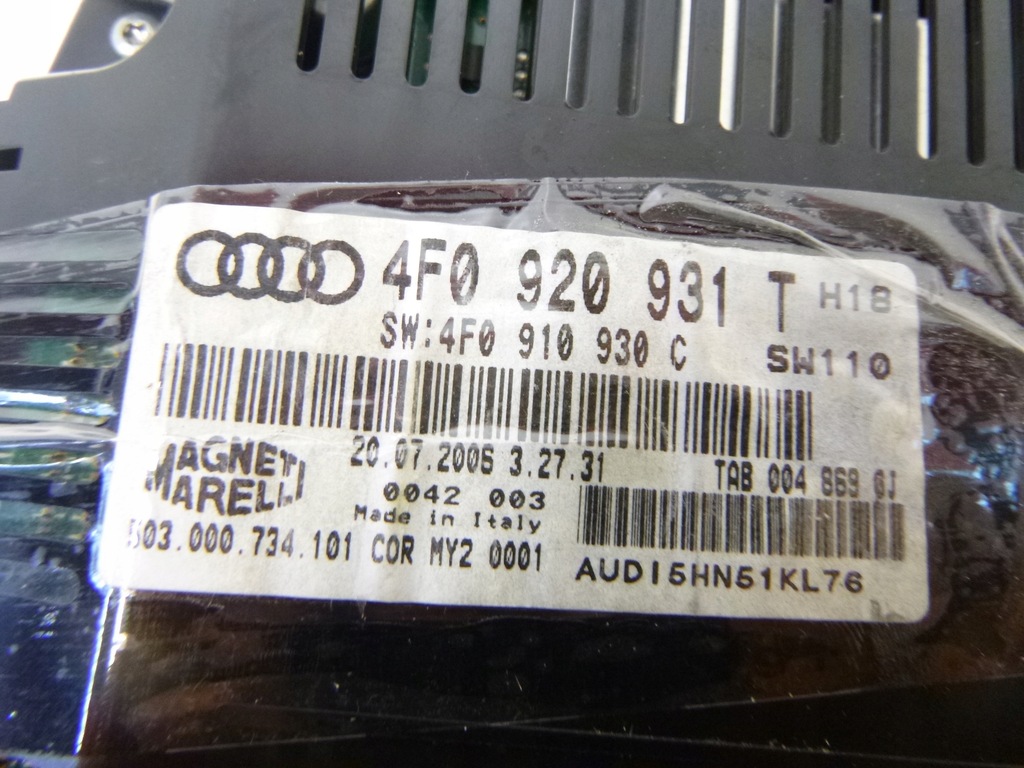 4F0 920 931 T H18
SW:4F0 910 930 C SW110
MAGNETI MARELLI
20.07.2006 3.27.31 TAB 004 869 0J
0042 003
Made in Italy
503.000.734.101 COR MY2 0001
AUDI5HN51KL76